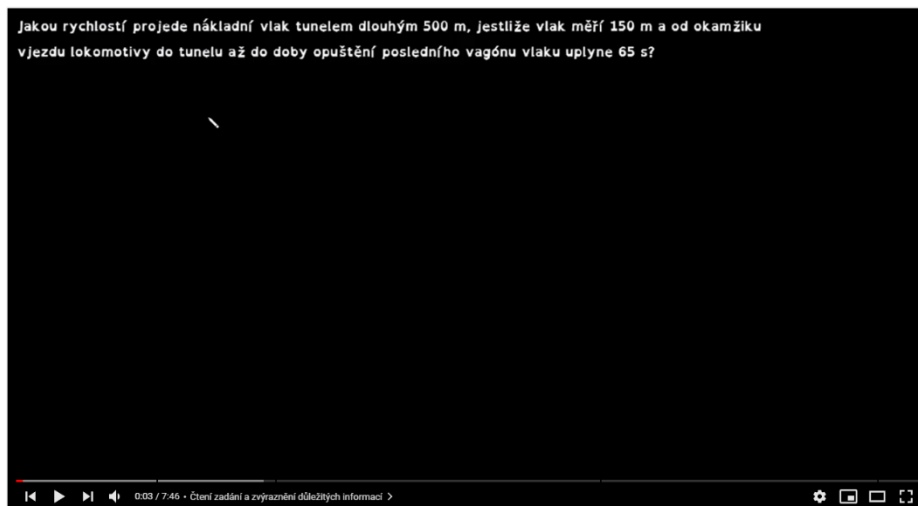 Jakou rychlostí projede nákladní vlak tunelem dlouhým 500 m, jestliže vlak měří 150 m a od okamžiku
vjezdu lokomotivy do tunelu až do doby opuštění posledního vagónu vlaku uplyne 65 s?
0:03 / 7:46 • Čtení zadání a zvýraznění důležitých informací >